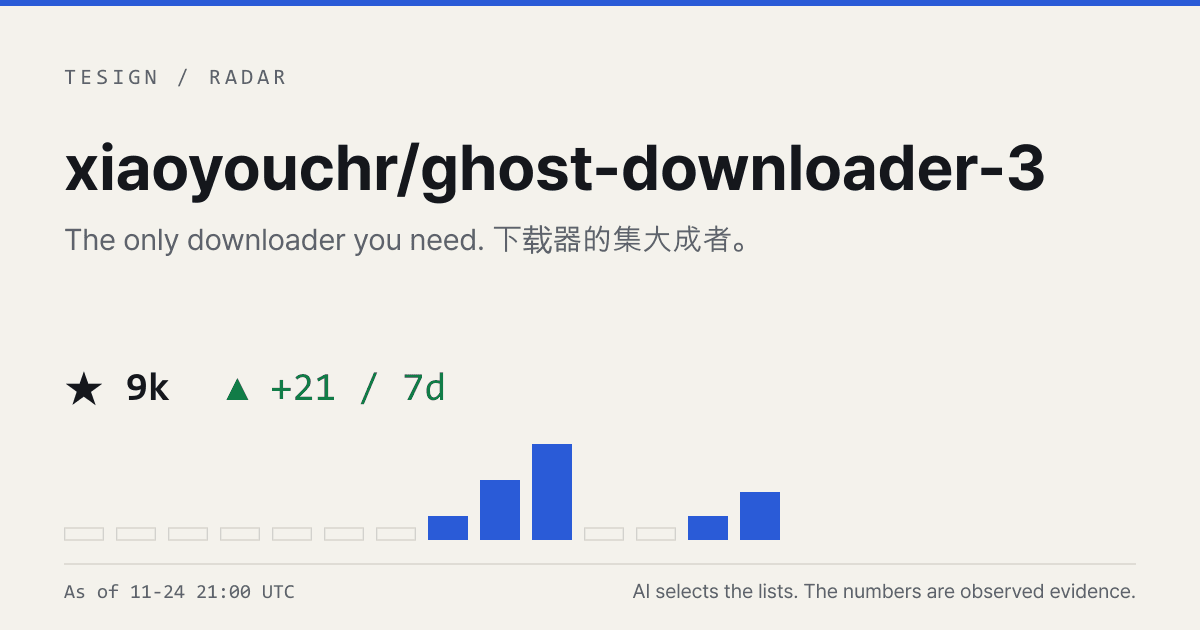 TESIGN / RADAR
xiaoyouchr/ghost-downloader-3
The only downloader you need. 下载器的集大成者。
★ 9k ▲ +21 / 7d
As of 11-24 21:00 UTC
AI selects the lists. The numbers are observed evidence.